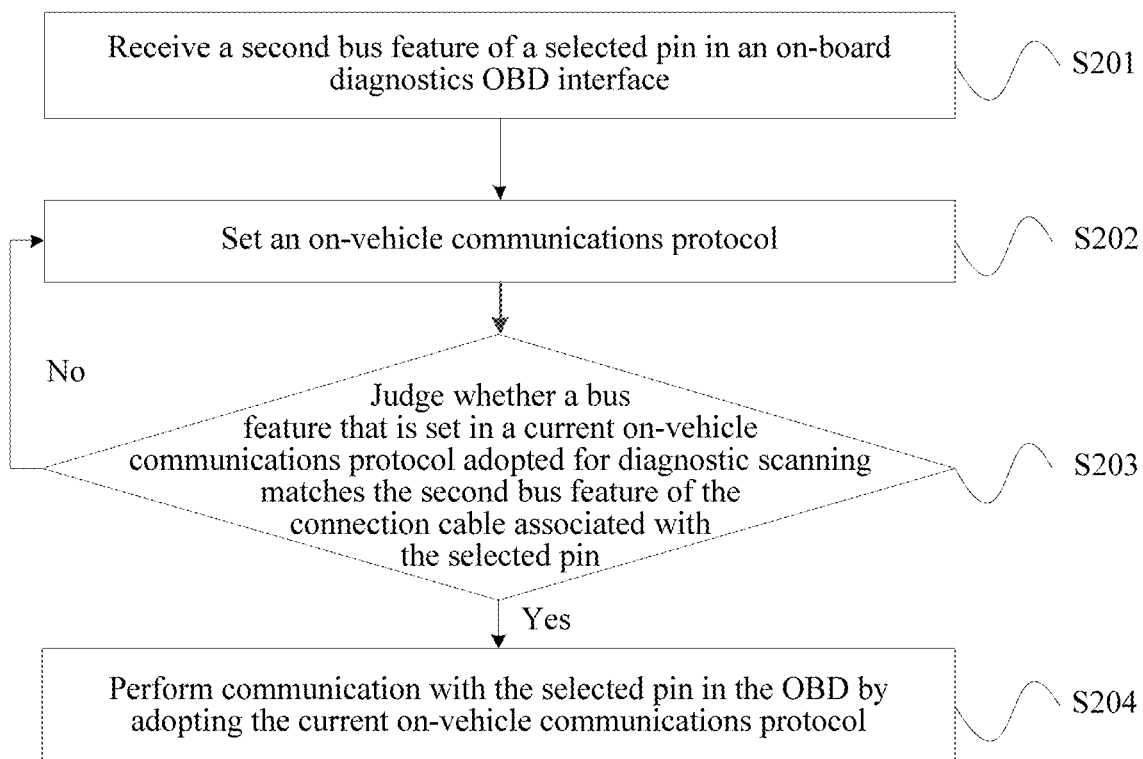 Receive a second bus feature of a selected pin in an on-board
diagnostics OBD interface
S201
Set an on-vehicle communications protocol
S202
No
Judge whether a bus
feature that is set in a current on-vehicle
communications protocol adopted for diagnostic scanning
matches the second bus feature of the
connection cable associated with
the selected pin
S203
Yes
Perform communication with the selected pin in the OBD by
adopting the current on-vehicle communications protocol
S204